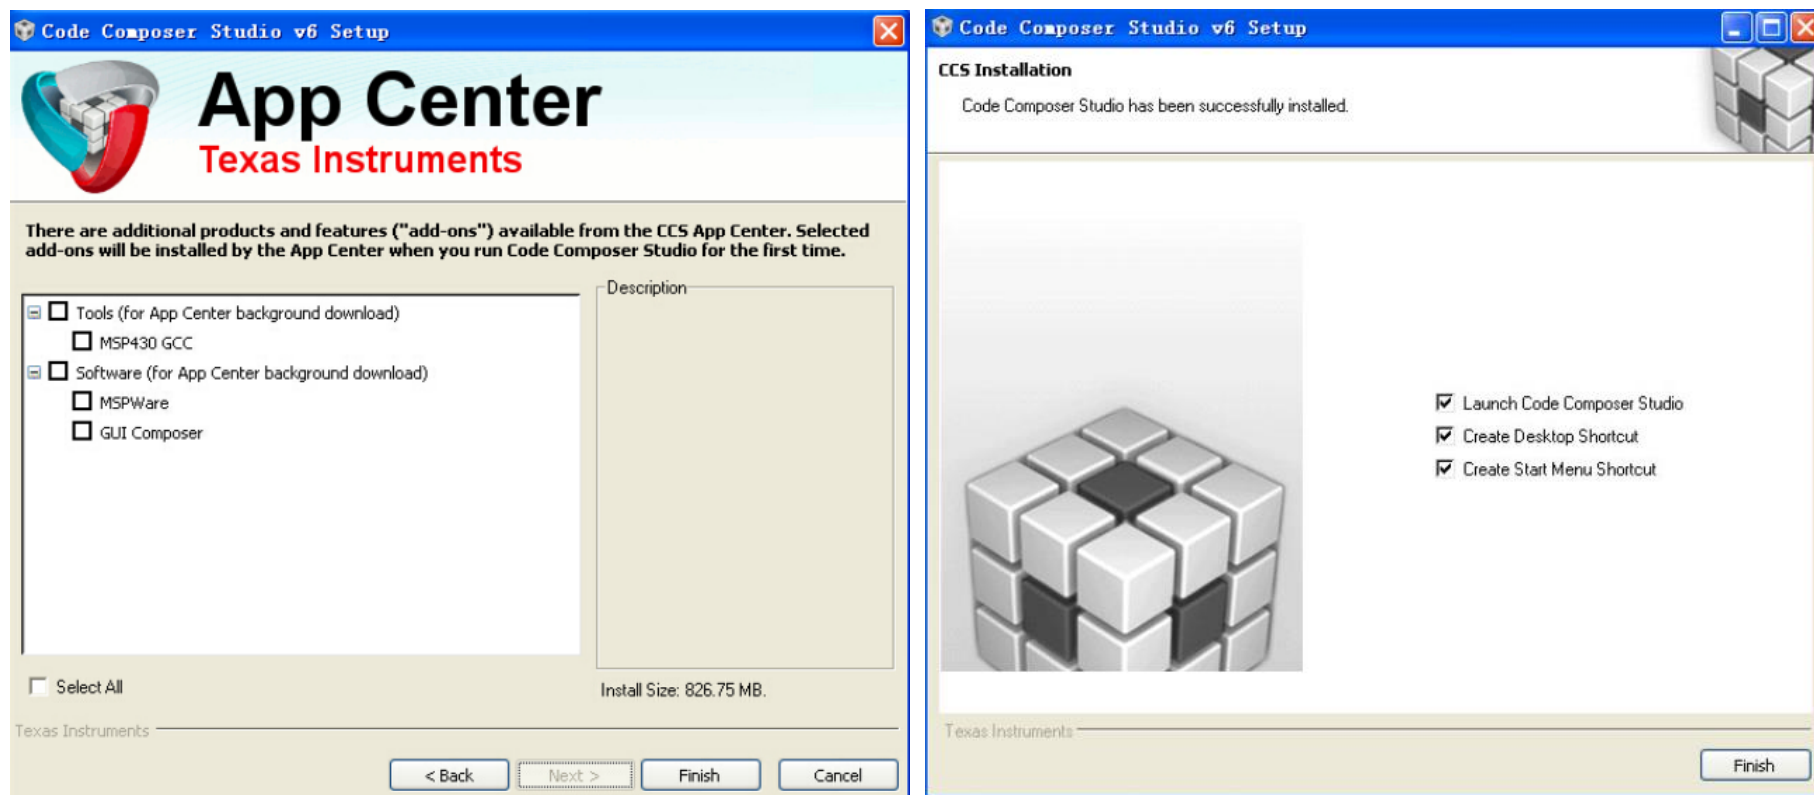 Code Composer Studio v6 Setup
App Center
Texas Instruments
There are additional products and features ("add-ons") available from the CCS App Center. Selected
add-ons will be installed by the App Center when you run Code Composer Studio for the first time.
Tools (for App Center background download)
MSP430 GCC
Software (for App Center background download)
MSPWare
GUI Composer
Description
Select All
Install Size: 826.75 MB.
Texas Instruments
< Back
Next >
Finish
Cancel
Code Composer Studio v6 Setup
CCS Installation
Code Composer Studio has been successfully installed.
Launch Code Composer Studio
Create Desktop Shortcut
Create Start Menu Shortcut
Texas Instruments
Finish